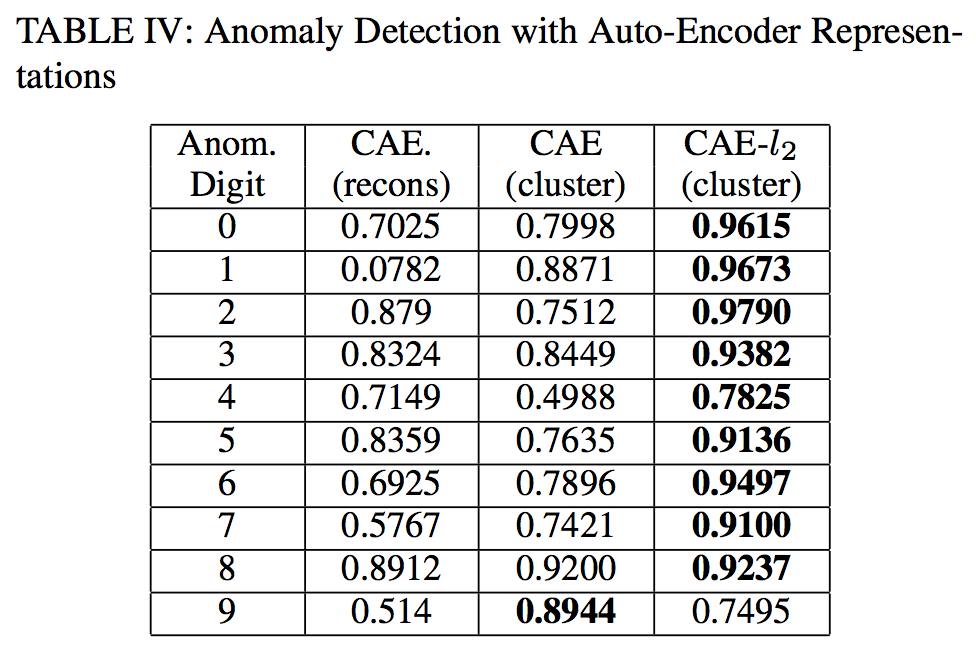 TABLE IV: Anomaly Detection with Auto-Encoder Represen-
tations
Anom. Digit CAE. (recons) CAE (cluster) CAE-l2 (cluster)
0 0.7025 0.7998 0.9615
1 0.0782 0.8871 0.9673
2 0.879 0.7512 0.9790
3 0.8324 0.8449 0.9382
4 0.7149 0.4988 0.7825
5 0.8359 0.7635 0.9136
6 0.6925 0.7896 0.9497
7 0.5767 0.7421 0.9100
8 0.8912 0.9200 0.9237
9 0.514 0.8944 0.7495